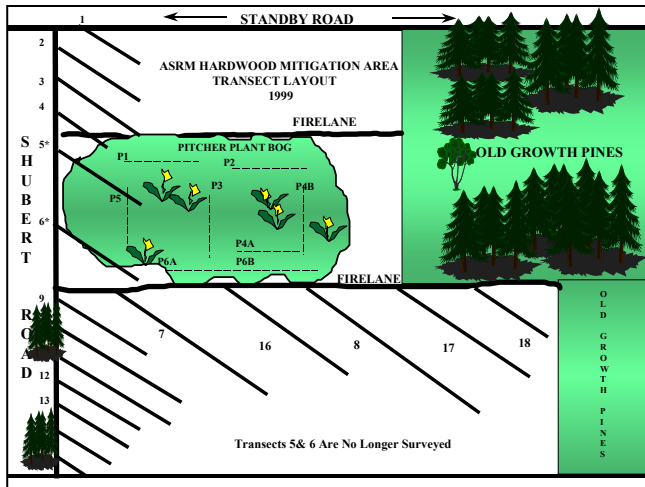 1
STANDBY ROAD
2
3
4
5*
6*
9
12
13
SHUBERT ROAD
ASRM HARDWOOD MITIGATION AREA
TRANSECT LAYOUT
1999
FIRELANE
PITCHER PLANT BOG
P1
P2
P3
P4B
P5
P4A
P6A
P6B
OLD GROWTH PINES
FIRELANE
7
16
8
17
18
OLD GROWTH PINES
Transects 5& 6 Are No Longer Surveyed